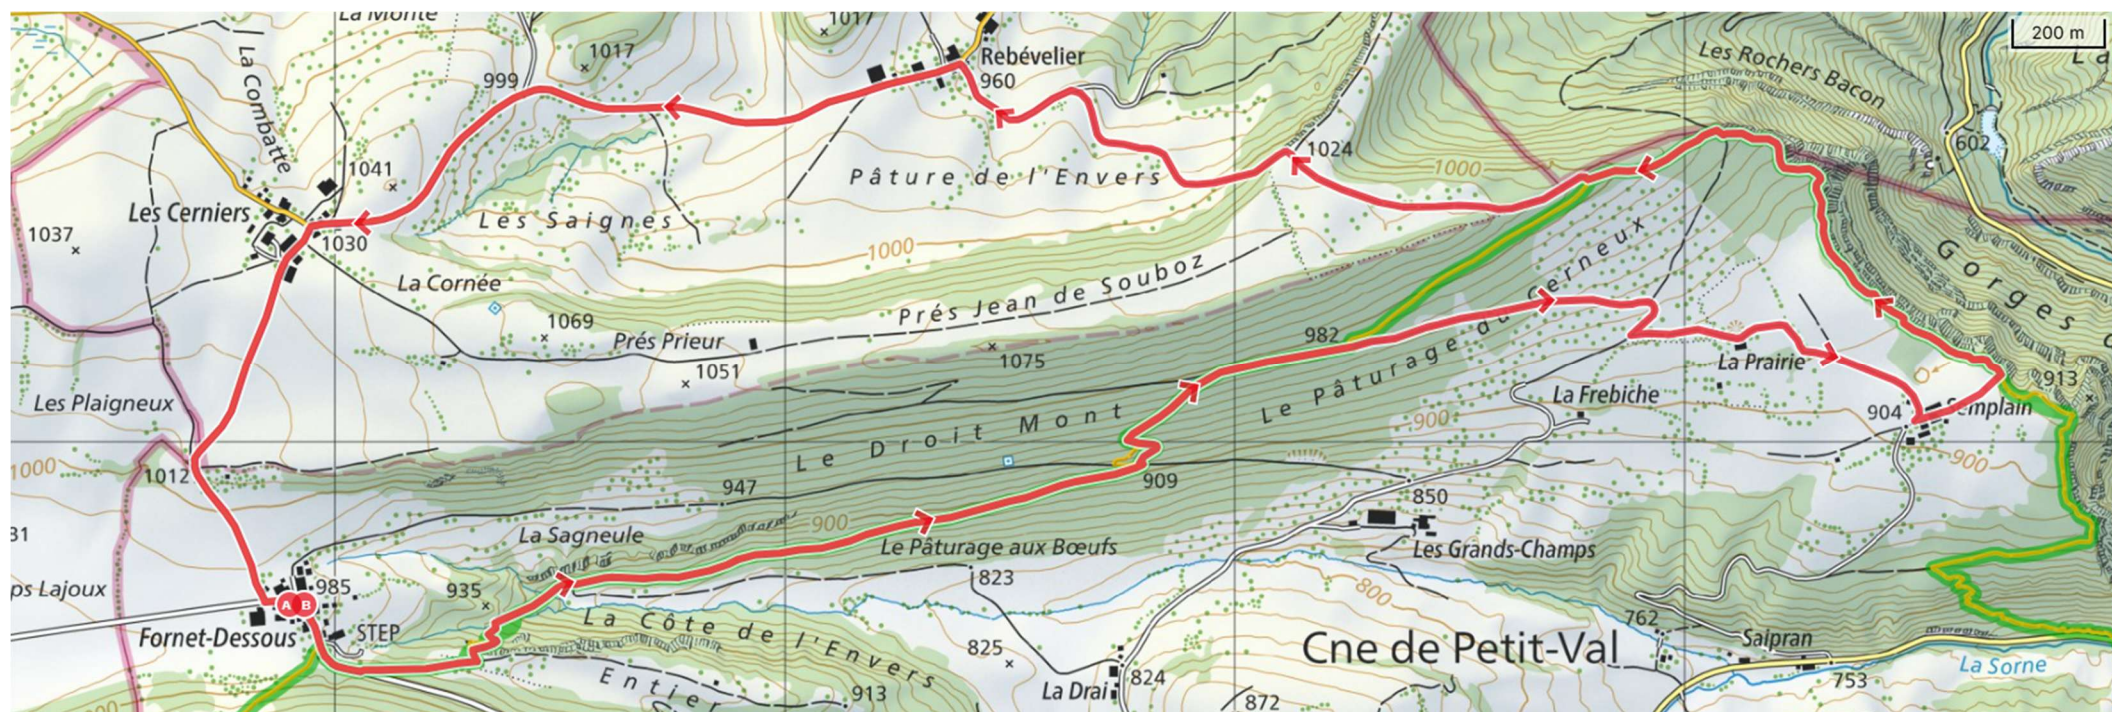 La Monte
1017
200 m
La Combatte
1017
999
Rebévelier
960
Les Rochers Bacon
602
1041
Pâture de l'Envers
1024
1000
Les Cerniers
1030
1037
Les Saignes
1000
La Cornée
Prés Jean de Souboz
Gorges
1069
Prés Prieur
1075
1051
982
Le Pâturage du Cerneux
La Prairie
913
Les Plaigneux
La Frebiche
904
Semplain
Le Droit Mont
900
1000
1012
909
900
947
850
31
La Sagneule
900
Le Pâturage aux Bœufs
Les Grands-Champs
ps Lajoux
985
935
823
800
A B
Fornet-Dessous
STEP
La Côte de l'Envers
825
Cne de Petit-Val
762
Saipran
La Sorne
753
Entier
913
La Drai
824
872